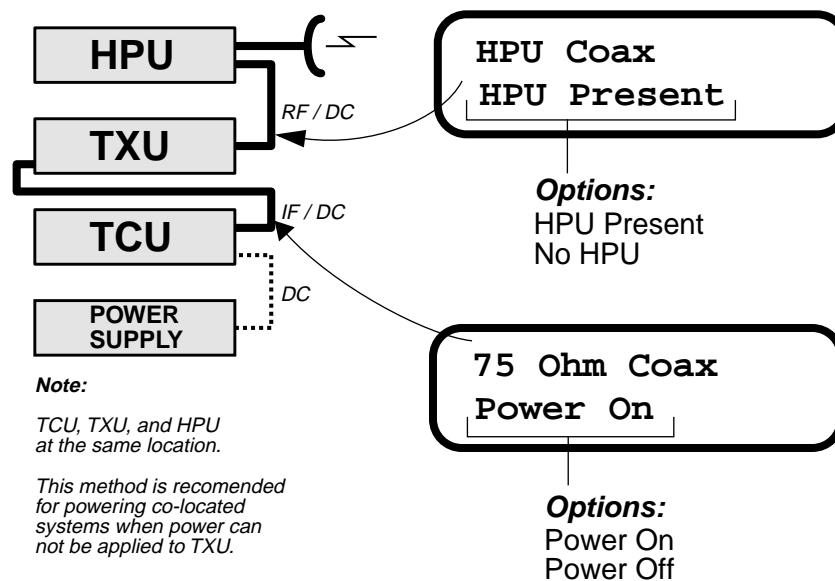 HPU
TXU
TCU
POWER
SUPPLY
RF / DC
IF / DC
DC
HPU Coax
HPU Present
Options:
HPU Present
No HPU
75 Ohm Coax
Power On
Options:
Power On
Power Off
Note:
TCU, TXU, and HPU
at the same location.
This method is recomended
for powering co-located
systems when power can
not be applied to TXU.